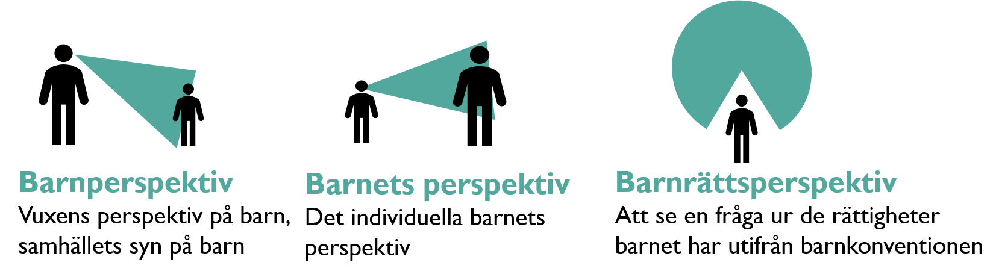 Barnperspektiv
Vuxens perspektiv på barn,
samhällets syn på barn
Barnets perspektiv
Det individuella barnets
perspektiv
Barnrättsperspektiv
Att se en fråga ur de rättigheter
barnet har utifrån barnkonventionen